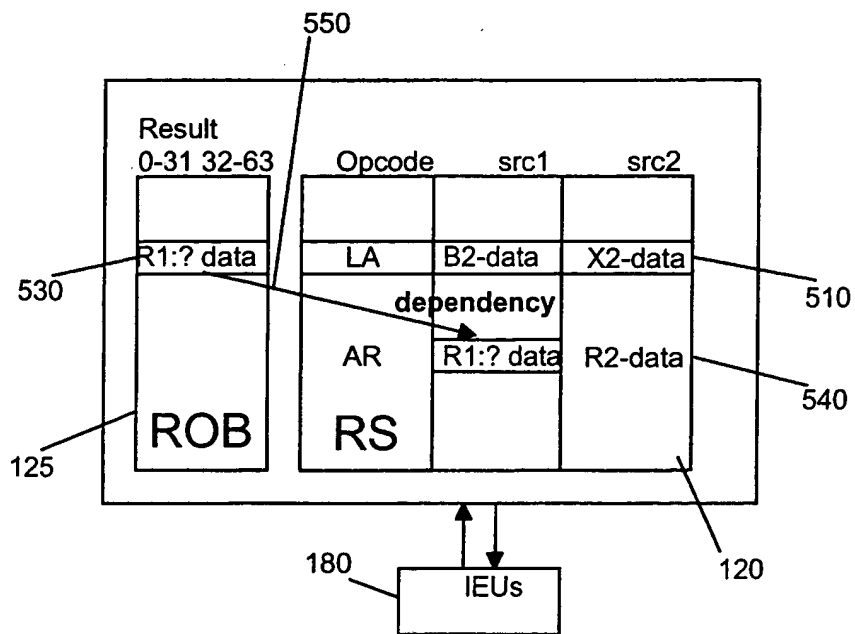 550
Result
0-31 32-63
Opcode src1 src2
R1:? data LA B2-data X2-data
530
510
dependency
AR R1:? data R2-data
540
ROB RS
125
120
180
IEUs